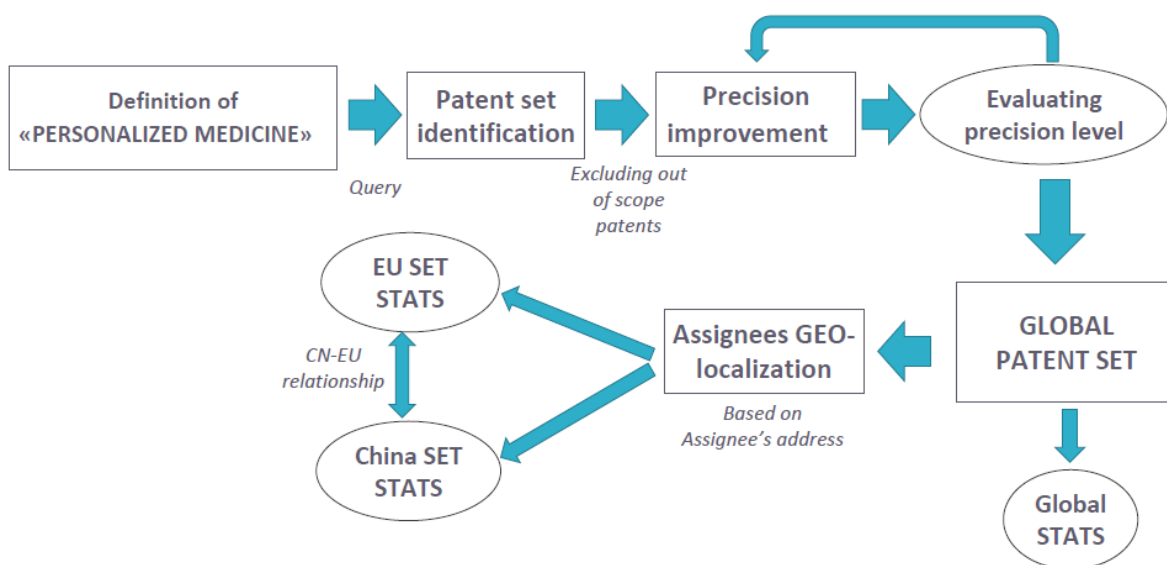 Definition of
«PERSONALIZED MEDICINE»
Query
Patent set
identification
Excluding out
of scope
patents
Precision
improvement
Evaluating
precision level
GLOBAL
PATENT SET
Global
STATS
Assignees GEO-
localization
Based on
Assignee's address
EU SET
STATS
CN-EU
relationship
China SET
STATS